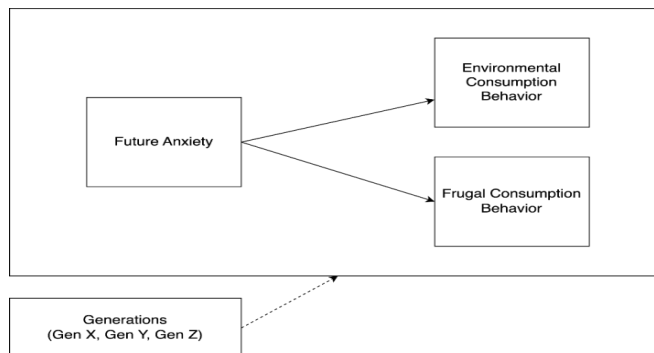 Environmental
Consumption
Behavior
Future Anxiety
Frugal Consumption
Behavior
Generations
(Gen X, Gen Y, Gen Z)